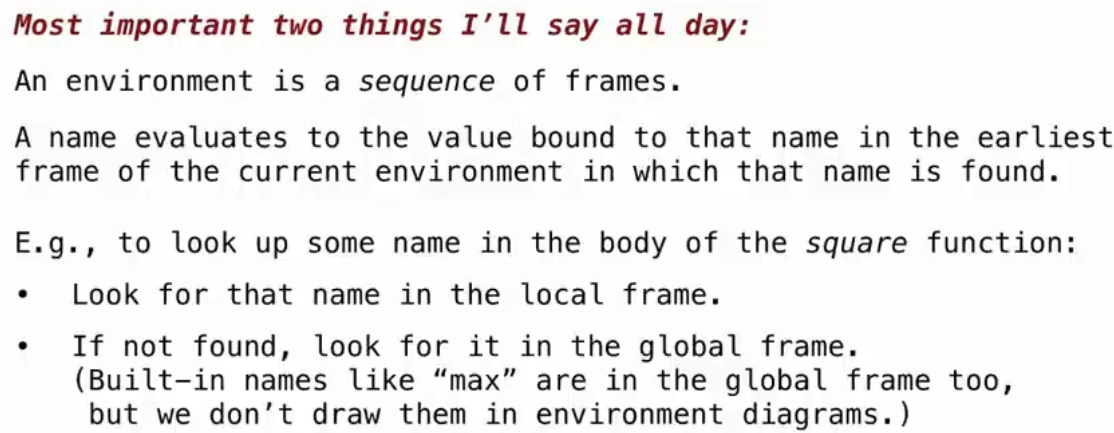 Most important two things I’ll say all day:
An environment is a sequence of frames.
A name evaluates to the value bound to that name in the earliest
frame of the current environment in which that name is found.
E.g., to look up some name in the body of the square function:
• Look for that name in the local frame.
• If not found, look for it in the global frame.
(Built–in names like “max” are in the global frame too,
but we don’t draw them in environment diagrams.)